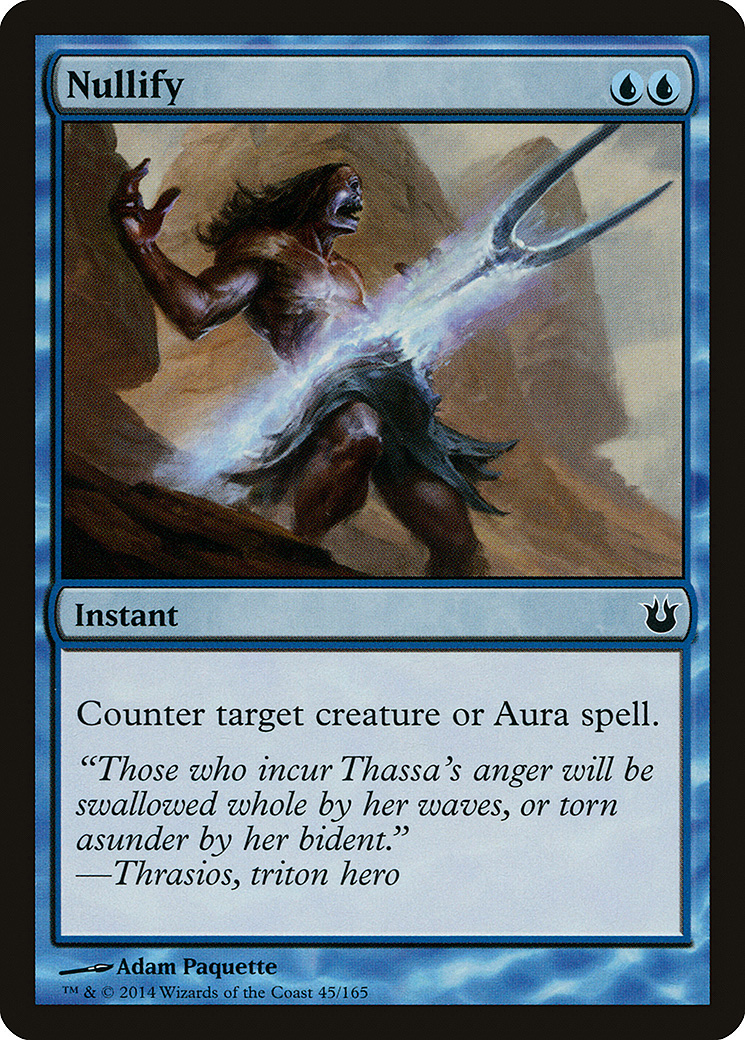 Nullify
Instant
Counter target creature or Aura spell.
“Those who incur Thassa’s anger will be
swallowed whole by her waves, or torn
asunder by her bident.”
—Thrasios, triton hero
Adam Paquette
™ & © 2014 Wizards of the Coast 45/165